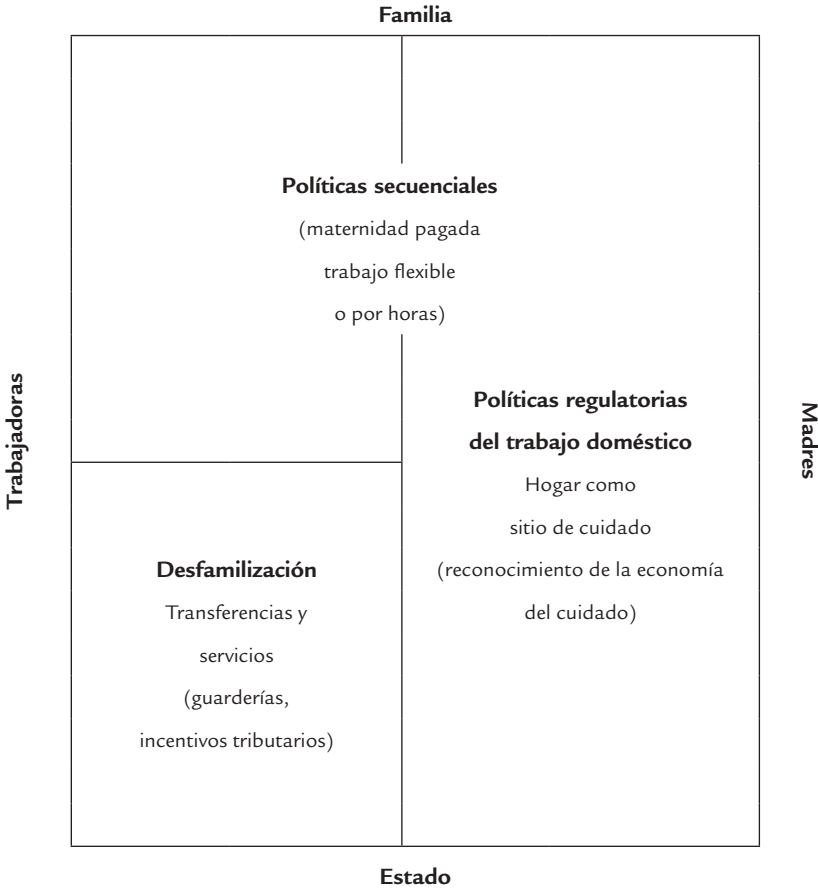 Familia
Políticas secuenciales
(maternidad pagada
trabajo flexible
o por horas)
Trabajadoras
Políticas regulatorias
del trabajo doméstico
Hogar como
sitio de cuidado
(reconocimiento de la economía
del cuidado)
Madres
Desfamilización
Transferencias y
servicios
(guarderías,
incentivos tributarios)
Estado